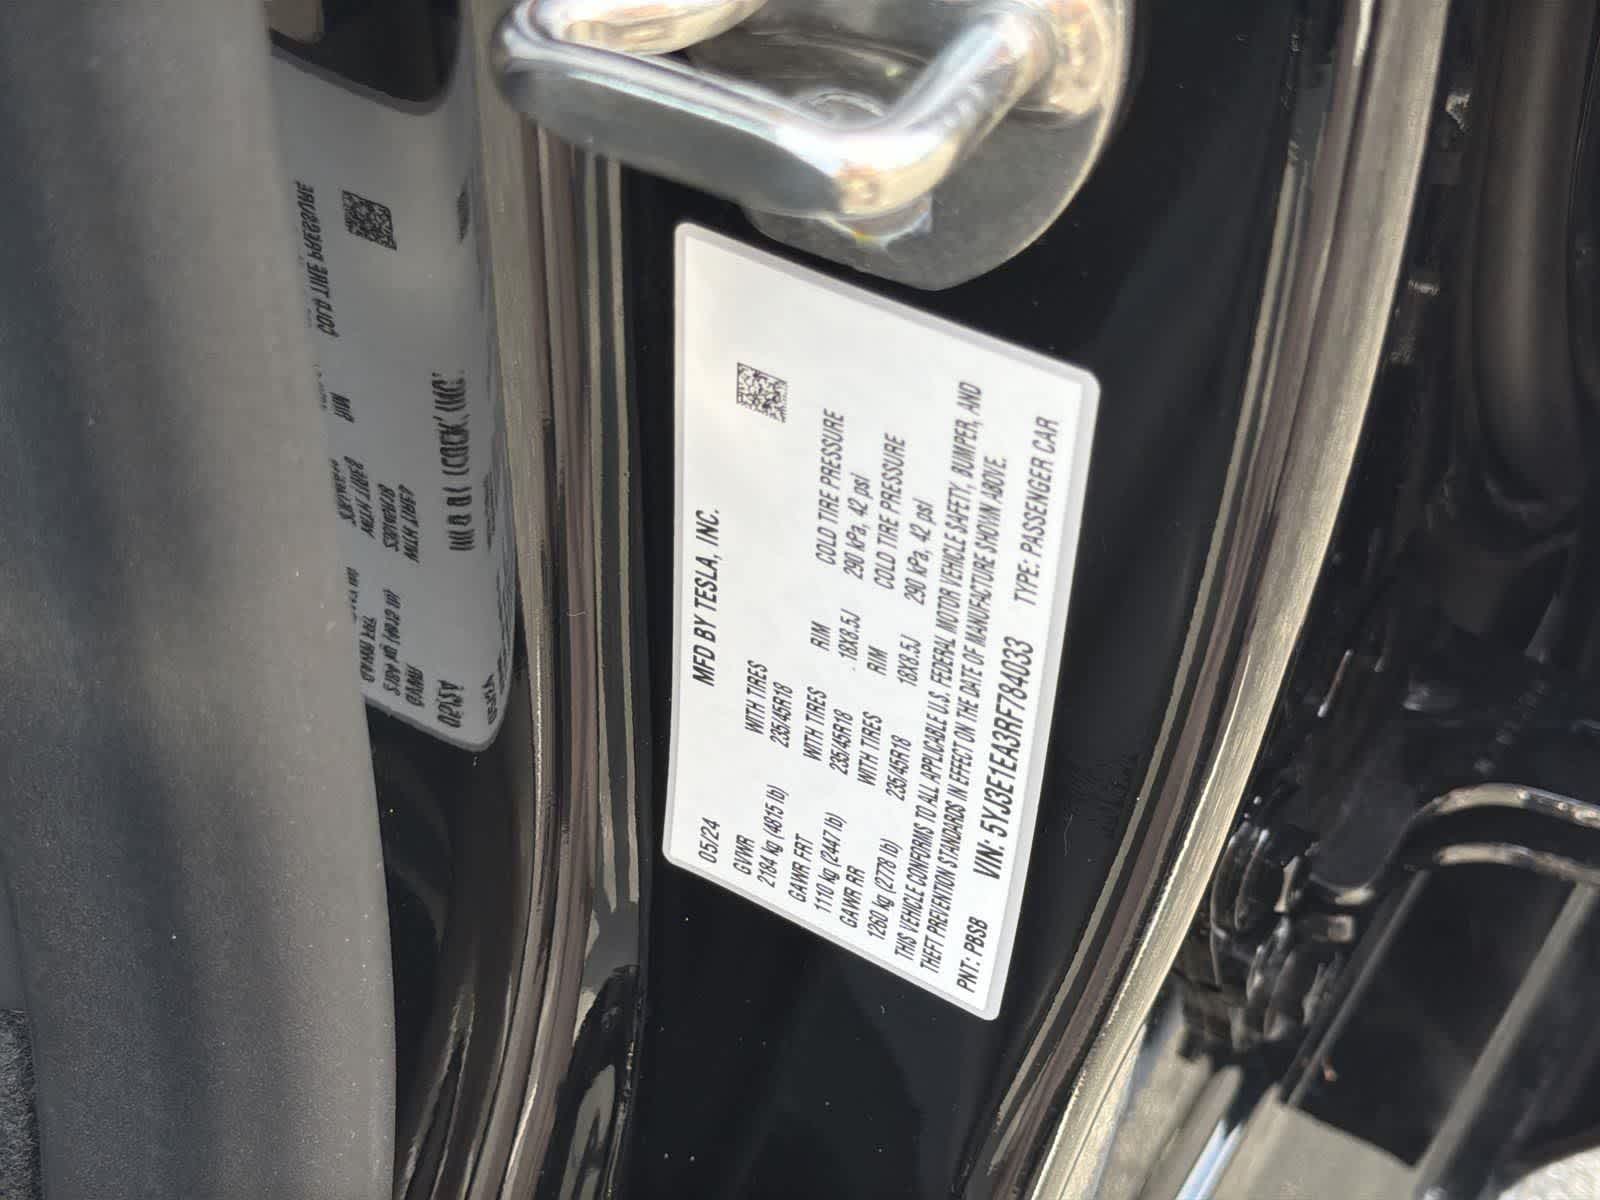 MFD BY TESLA, INC.
05/24
GVWR WITH TIRES RIM COLD TIRE PRESSURE
2184 kg (4815 lb) 235/45R18
GAWR FRT WITH TIRES RIM COLD TIRE PRESSURE
1110 kg (2447 lb) 235/45R18 18X8.5J 290 kPa, 42 psi
GAWR RR WITH TIRES RIM COLD TIRE PRESSURE
1260 kg (2778 lb) 235/45R18 18X8.5J 290 kPa, 42 psi
THIS VEHICLE CONFORMS TO ALL APPLICABLE U.S. FEDERAL MOTOR VEHICLE SAFETY, BUMPER, AND
THEFT PREVENTION STANDARDS IN EFFECT ON THE DATE OF MANUFACTURE SHOWN ABOVE.
PNT: PBSB VIN: 5YJ3E1EA3RF784033 TYPE: PASSENGER CAR